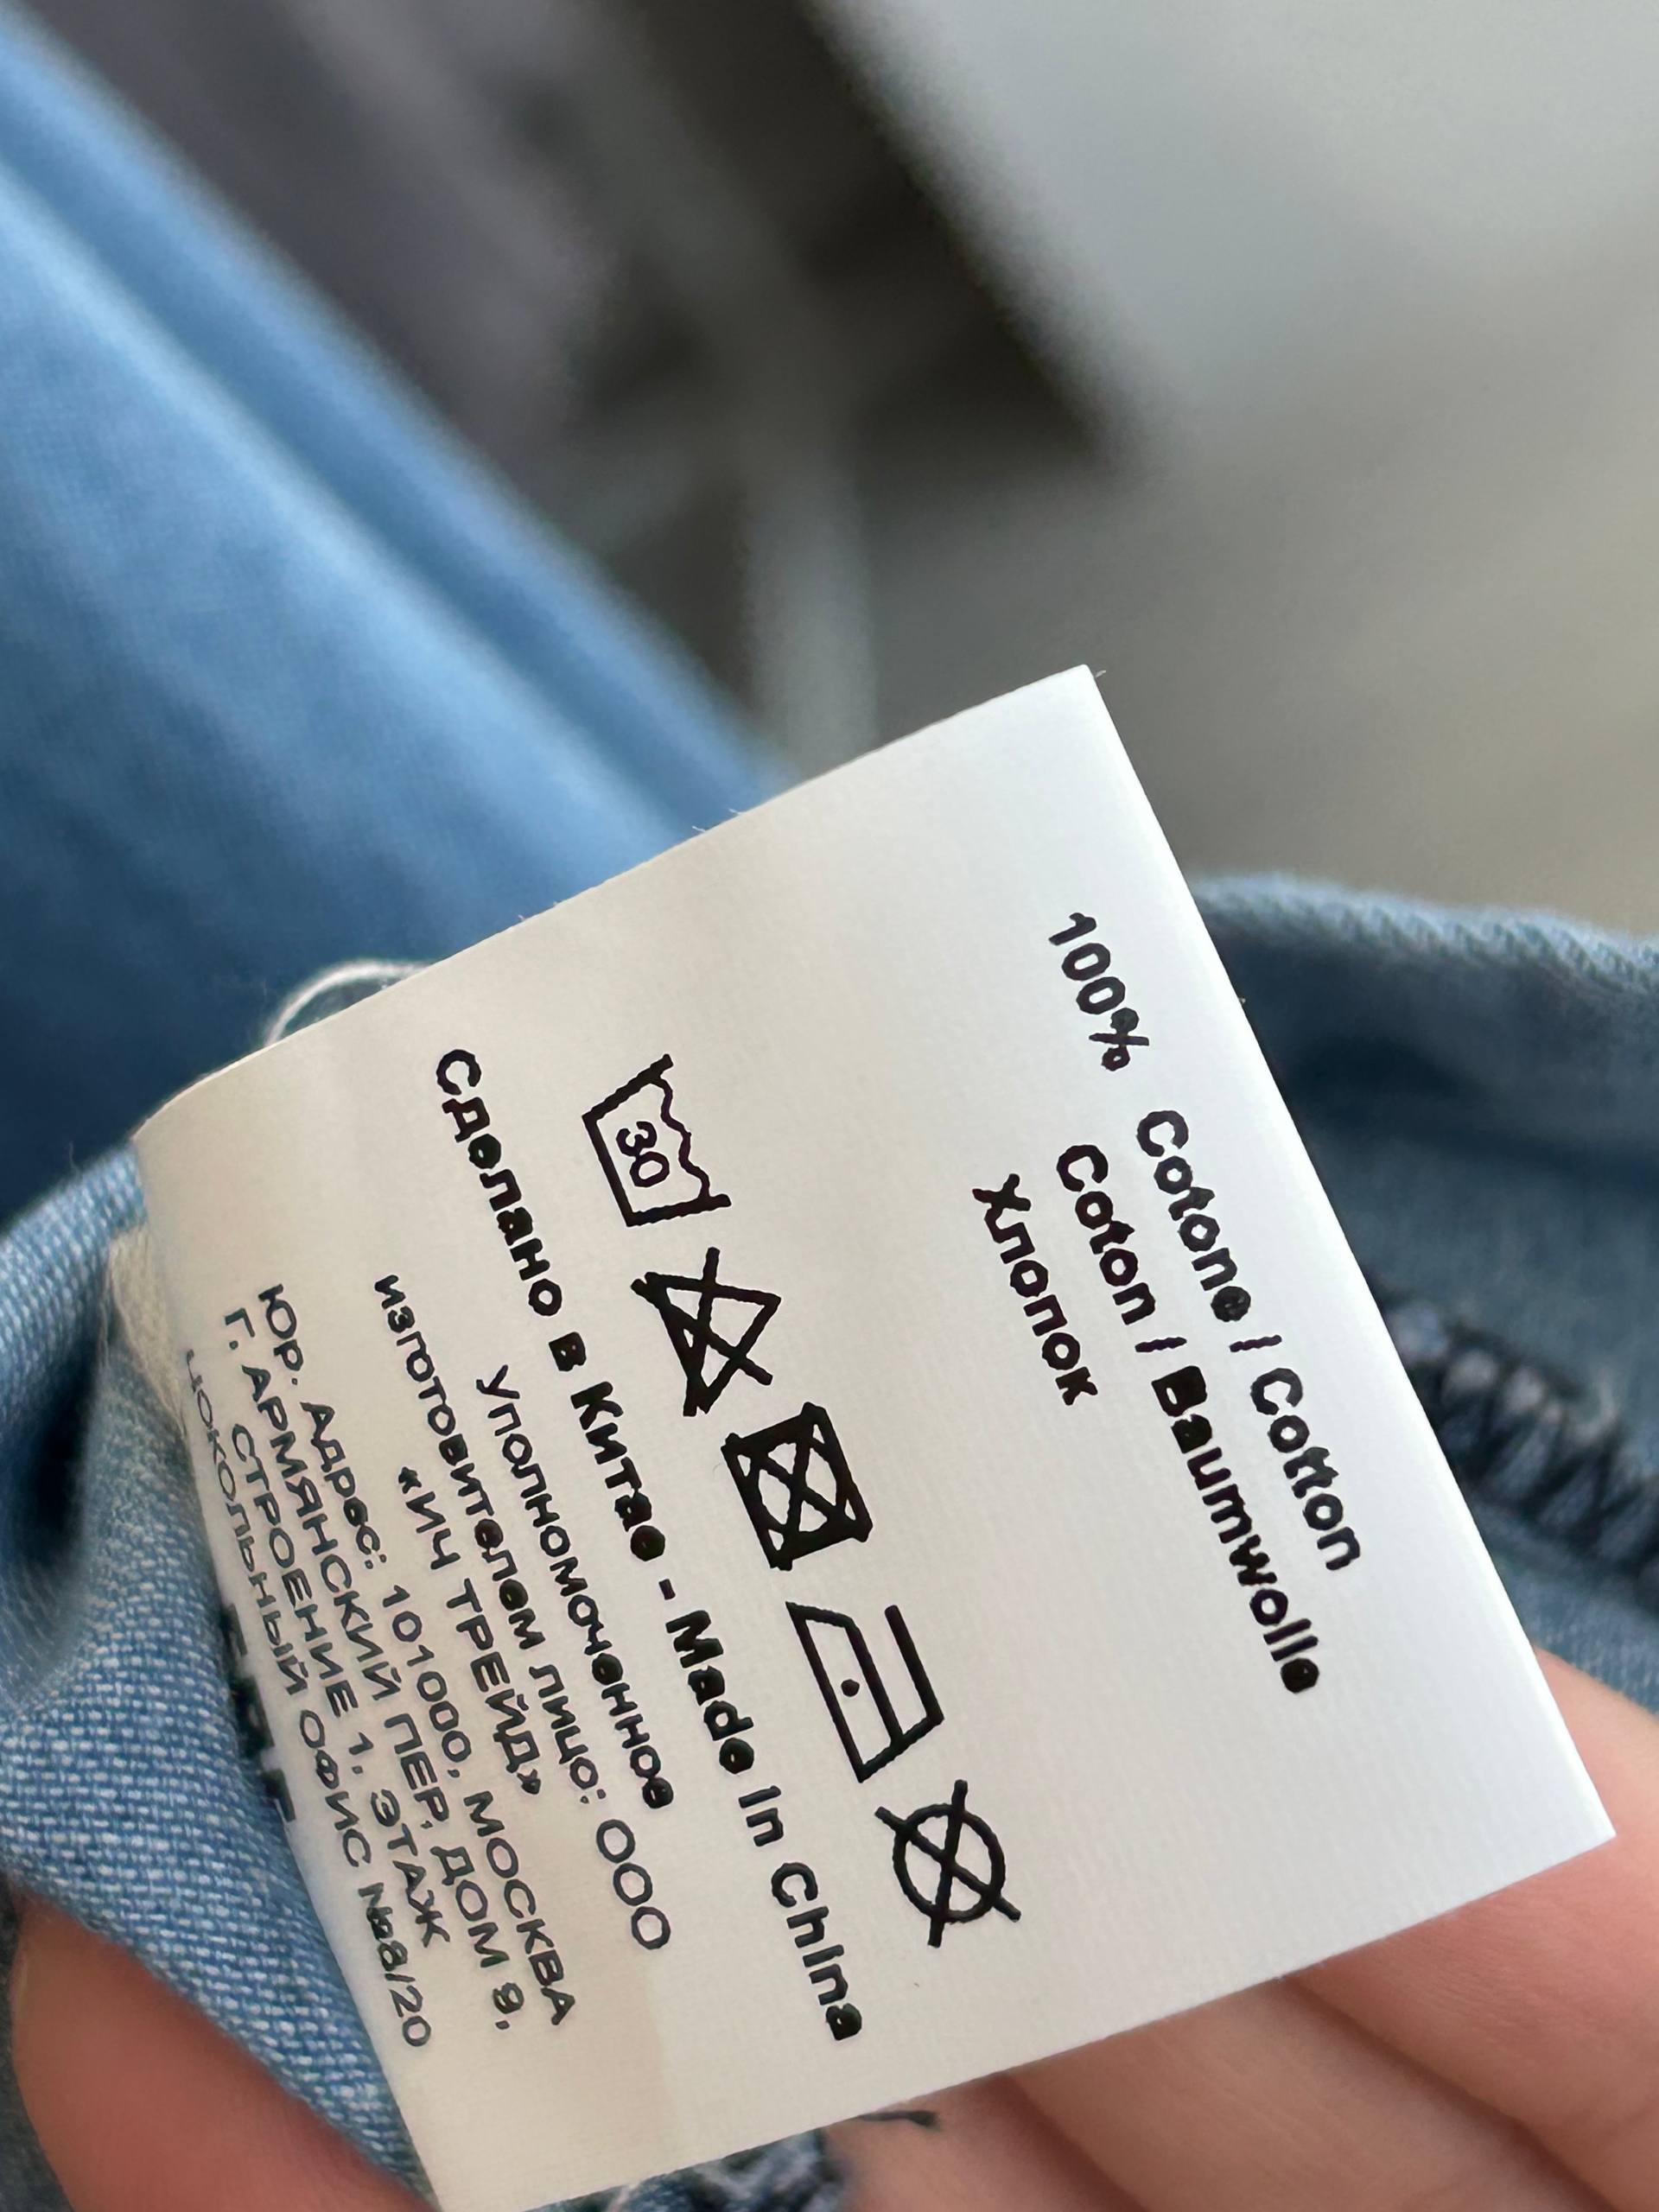 100% Cotone / Cotton
Coton / Baumwolle
Хлопок
30
Сделано в Китае - Made in China
Уполномоченное
изготовителем лицо: ООО
«ИЧ ТРЕЙД»
Юр. Адрес: 101000, МОСКВА
Г. АРМЯНСКИЙ ПЕР, ДОМ 9,
СТРОЕНИЕ 1, ЭТАЖ
ЦОКОЛЬНЫЙ ОФИС №8/20